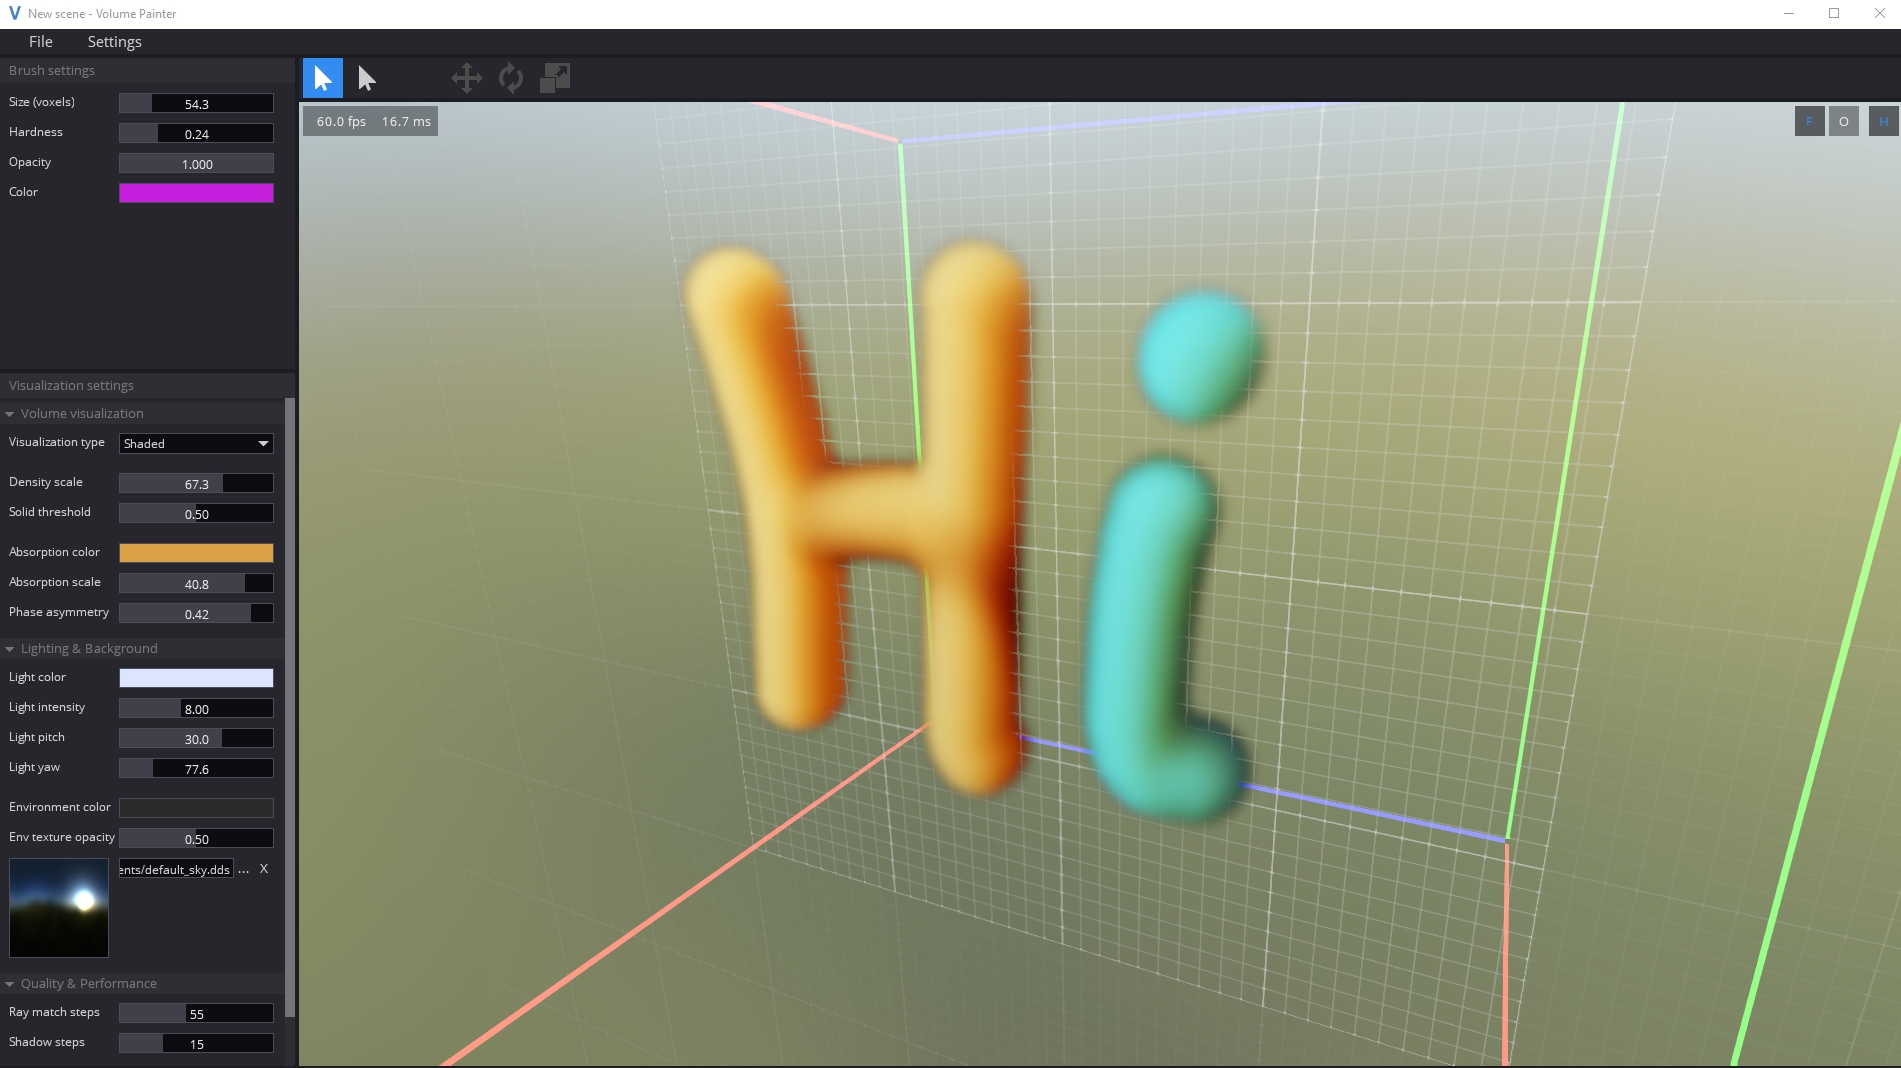 V New scene - Volume Painter
File Settings
Brush settings
Size (voxels) 54.3
Hardness 0.24
Opacity 1.000
Color
60.0 fps 16.7 ms
F O H
Hi
Visualization settings
Volume visualization
Visualization type Shaded
Density scale 67.3
Solid threshold 0.50
Absorption color
Absorption scale 40.8
Phase asymmetry 0.42
Lighting & Background
Light color
Light intensity 8.00
Light pitch 30.0
Light yaw 77.6
Environment color
Env texture opacity 0.50
ents/default_sky.dds ... X
Quality & Performance
Ray match steps 55
Shadow steps 15